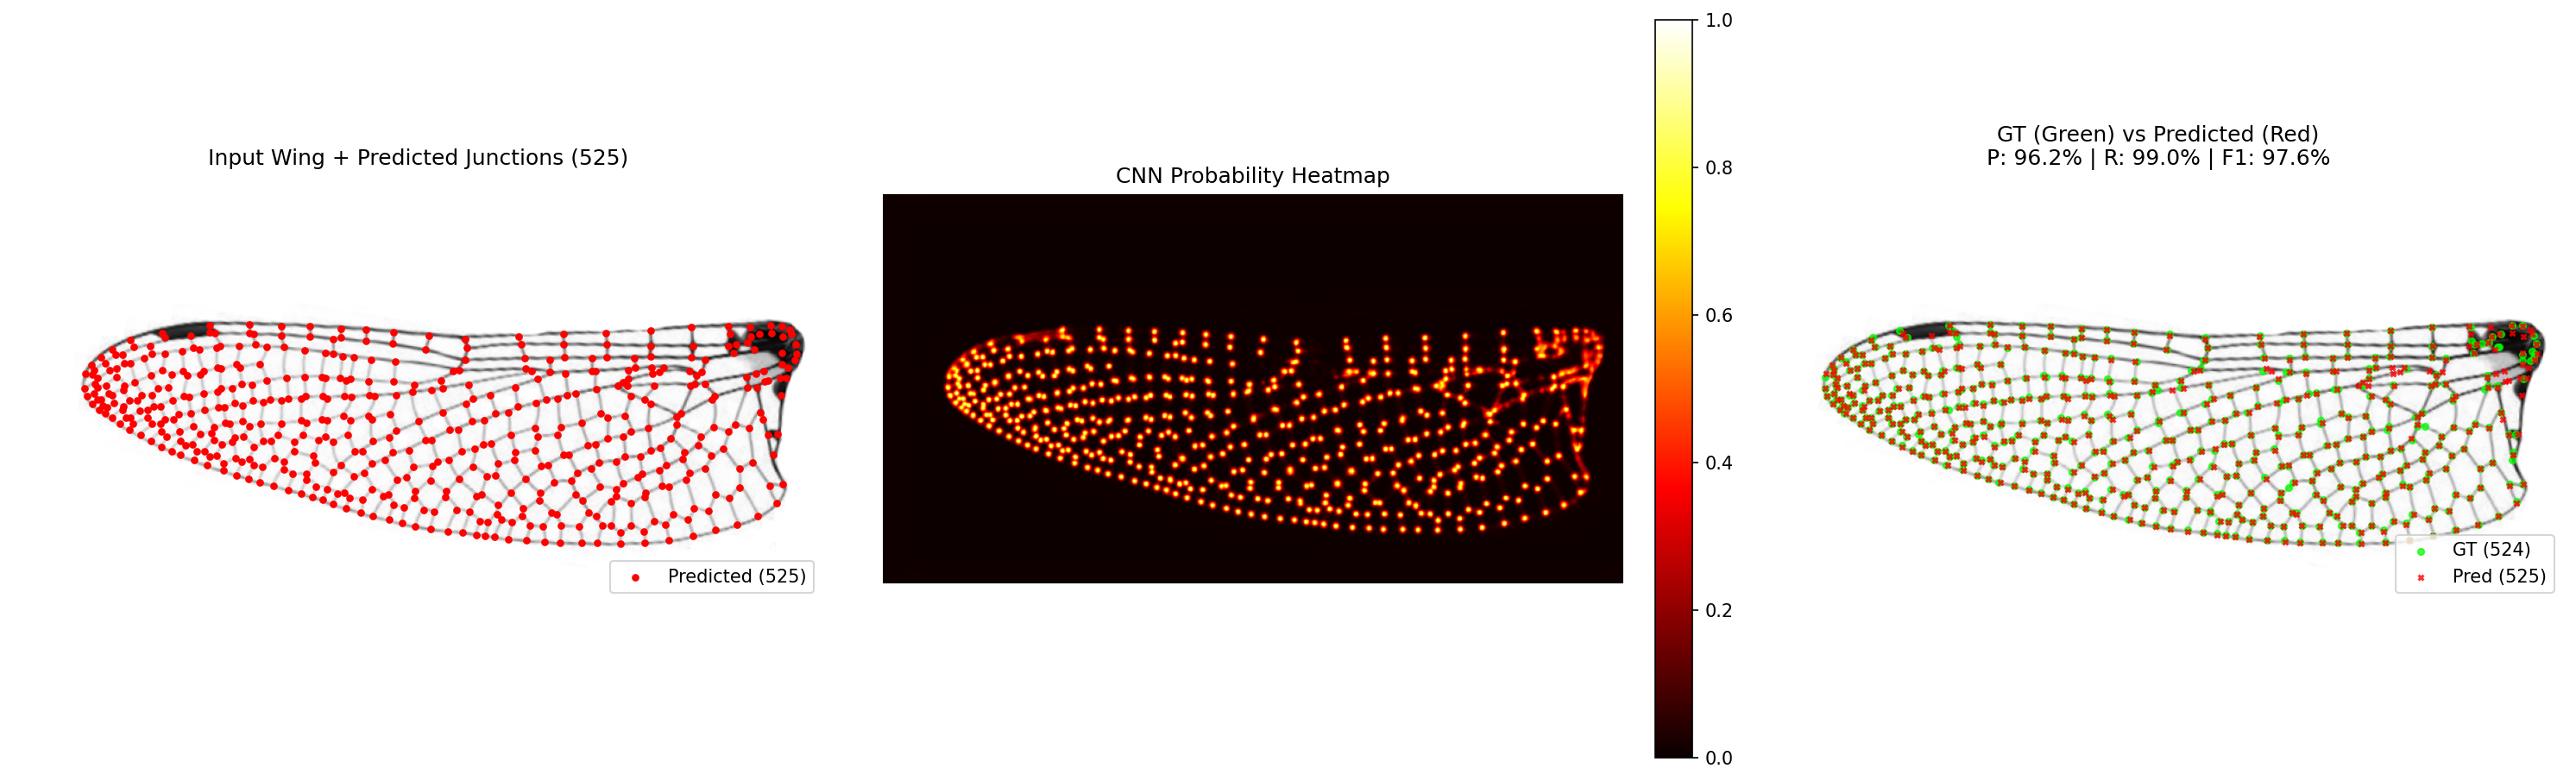 Input Wing + Predicted Junctions (525)
Predicted (525)
CNN Probability Heatmap
1.0
0.8
0.6
0.4
0.2
0.0
GT (Green) vs Predicted (Red)
P: 96.2% | R: 99.0% | F1: 97.6%
GT (524)
Pred (525)